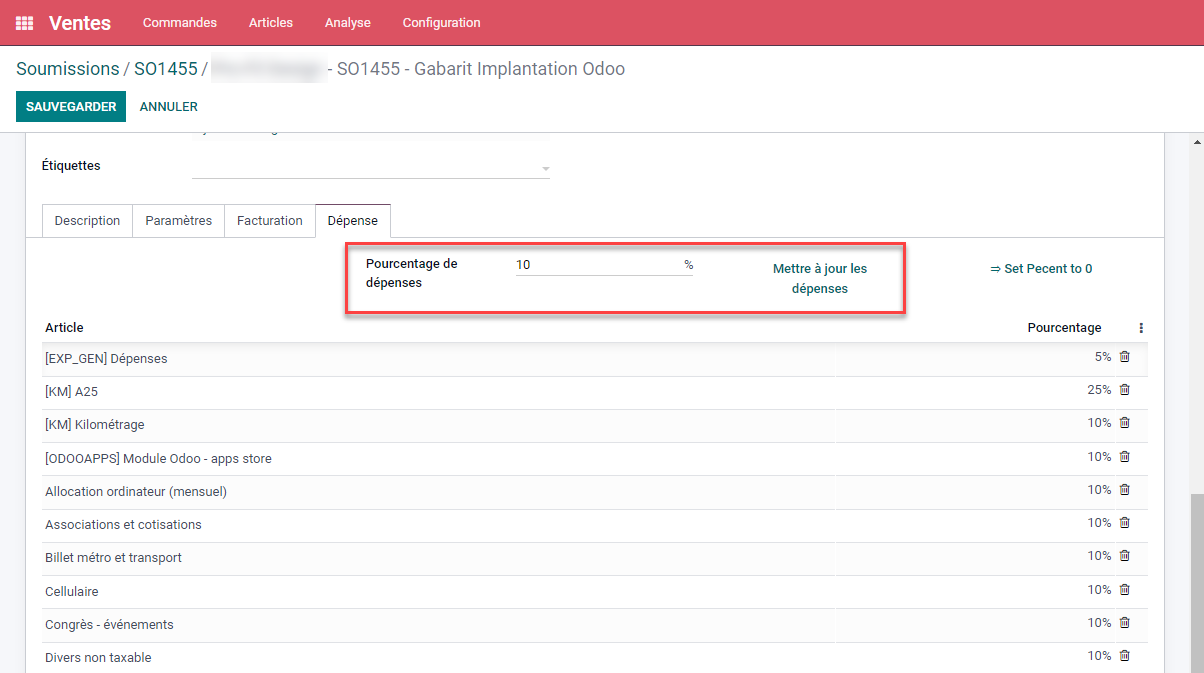 Ventes Commandes Articles Analyse Configuration
Soumissions / SO1455 / - SO1455 - Gabarit Implantation Odoo
SAUVEGARDER ANNULER
Étiquettes
Description Paramètres Facturation Dépense
Pourcentage de dépenses 10 % Mettre à jour les dépenses ⇒ Set Pecent to 0
Article Pourcentage
[EXP_GEN] Dépenses 5%
[KM] A25 25%
[KM] Kilométrage 10%
[ODOOAPPS] Module Odoo - apps store 10%
Allocation ordinateur (mensuel) 10%
Associations et cotisations 10%
Billet métro et transport 10%
Cellulaire 10%
Congrès - événements 10%
Divers non taxable 10%